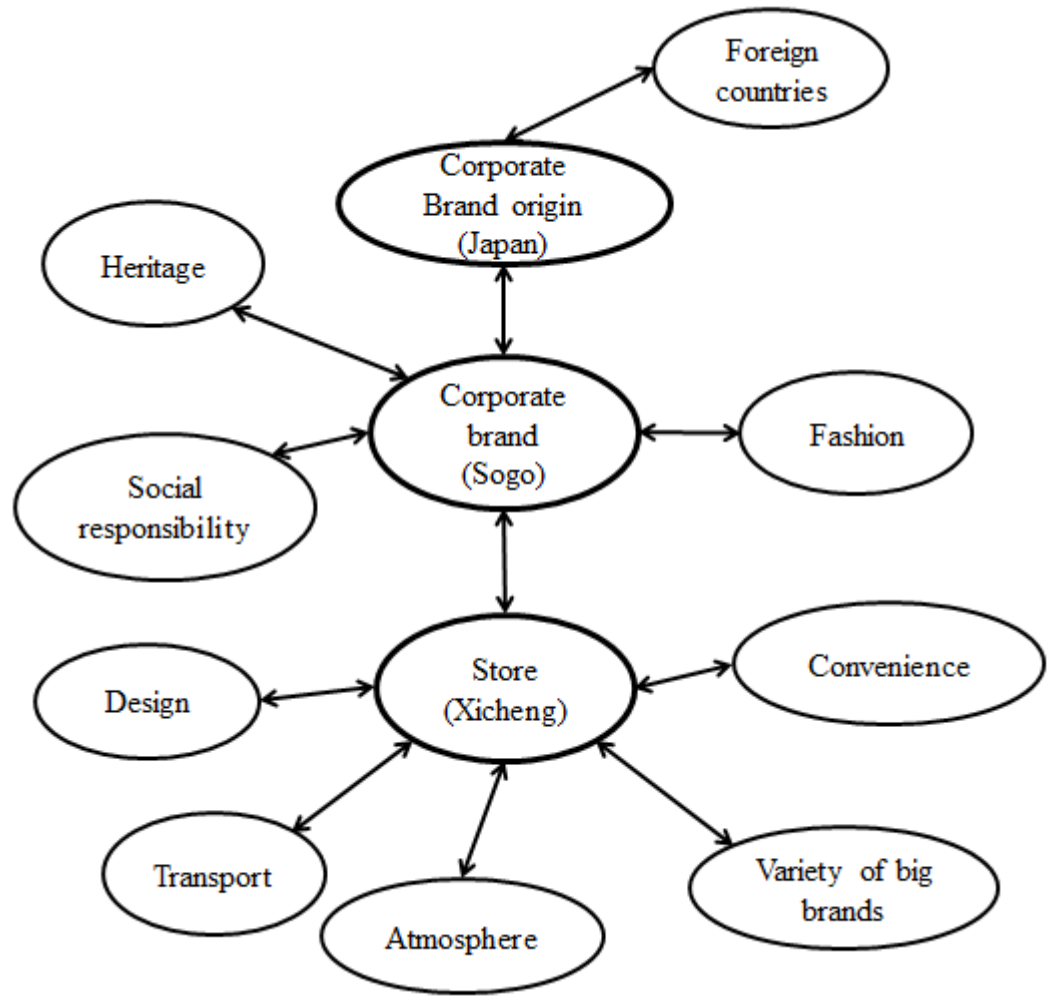 Foreign
countries
Corporate
Brand origin
(Japan)
Heritage
Corporate
brand
(Sogo)
Fashion
Social
responsibility
Store
(Xicheng)
Convenience
Design
Transport
Atmosphere
Variety of big
brands